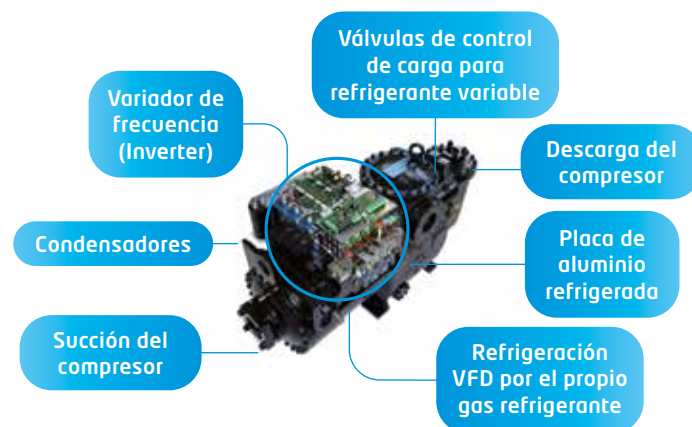 Válvulas de control
de carga para
refrigerante variable
Variador de
frecuencia
(Inverter)
Descarga del
compresor
Condensadores
Placa de
aluminio
refrigerada
Succión del
compresor
Refrigeración
VFD por el propio
gas refrigerante